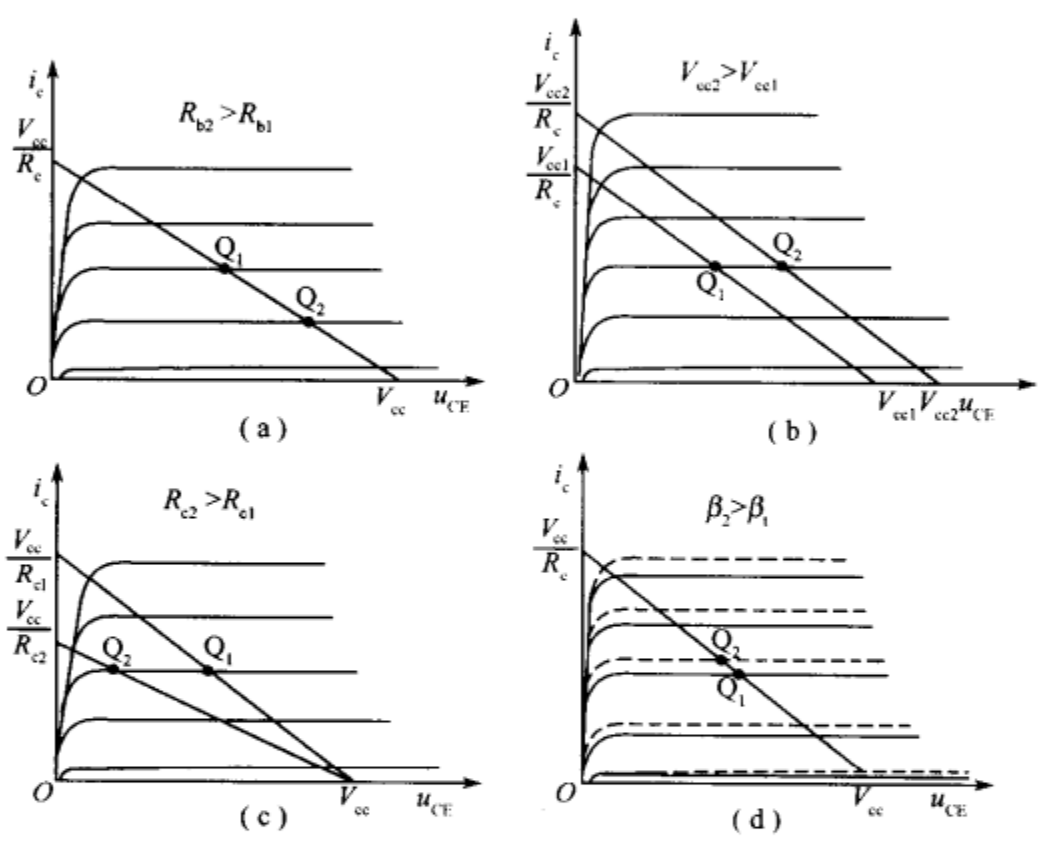 i_c
R_b2 >R_b1
V_cc
R_c
Q_1
Q_2
O
V_cc u_CE
( a )
i_c
V_cc2>V_cc1
V_cc2
R_c
V_cc1
R_c
Q_2
Q_1
O
V_cc1 V_cc2 u_CE
( b )
i_c
R_c2 >R_c1
V_cc
R_c1
V_cc
R_c2
Q_2 Q_1
O
V_cc u_CE
( c )
i_c
β_2>β_1
V_cc
R_c
Q_2
Q_1
O
V_cc u_CE
( d )